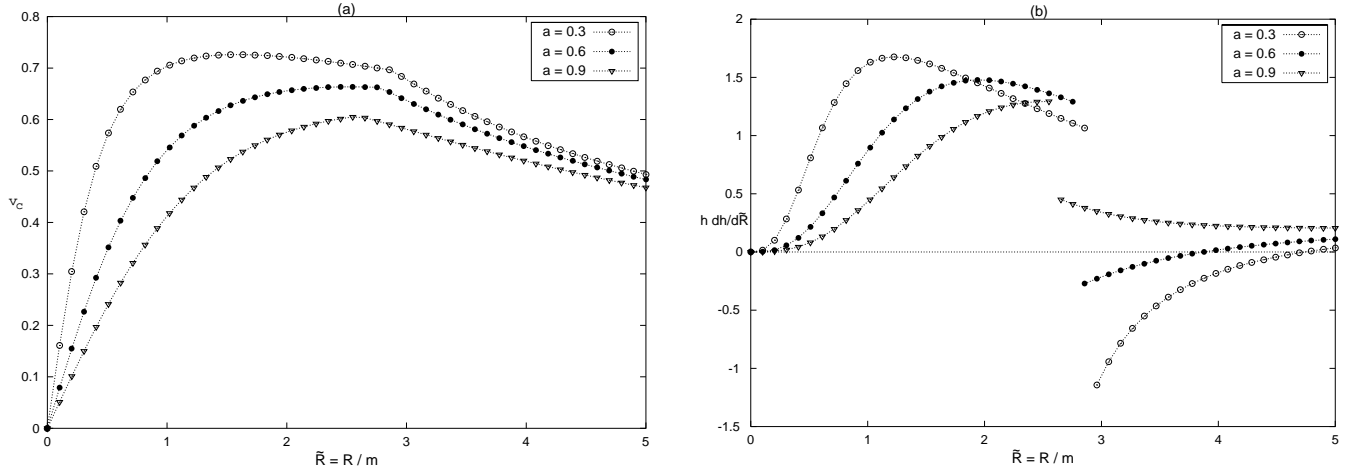 (a)
0.8
0.7
0.6
0.5
0.4
0.3
0.2
0.1
0
v_C
0 1 2 3 4 5
R̃ = R / m
a = 0.3
a = 0.6
a = 0.9
(b)
2
1.5
1
0.5
0
-0.5
-1
-1.5
h dh/dR̃
0 1 2 3 4 5
R̃ = R / m
a = 0.3
a = 0.6
a = 0.9